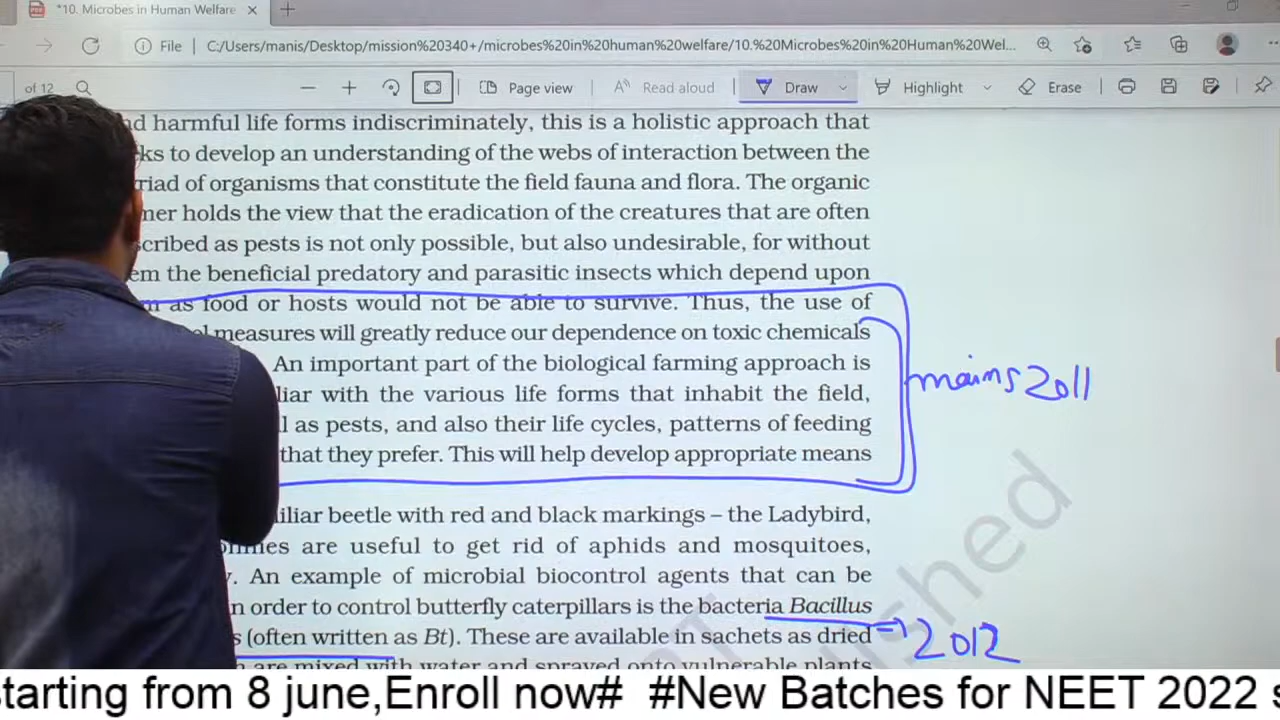 *10. Microbes in Human Welfare
File
C:/Users/manis/Desktop/mission%20340+/microbes%20in%20human%20welfare/10.%20Microbes%20in%20Human%20Wel...
of 12
Page view
Read aloud
Draw
Highlight
Erase
harmful life forms indiscriminately, this is a holistic approach that
to develop an understanding of the webs of interaction between the
of organisms that constitute the field fauna and flora. The organic
holds the view that the eradication of the creatures that are often
as pests is not only possible, but also undesirable, for without
the beneficial predatory and parasitic insects which depend upon
as food or hosts would not be able to survive. Thus, the use of
measures will greatly reduce our dependence on toxic chemicals
An important part of the biological farming approach is
with the various life forms that inhabit the field,
as pests, and also their life cycles, patterns of feeding
that they prefer. This will help develop appropriate means
mains 2011
beetle with red and black markings – the Ladybird,
are useful to get rid of aphids and mosquitoes,
An example of microbial biocontrol agents that can be
order to control butterfly caterpillars is the bacteria Bacillus
(often written as Bt). These are available in sachets as dried
2012
are mixed with water and sprayed onto vulnerable plants
starting from 8 june,Enroll now# #New Batches for NEET 2022 s